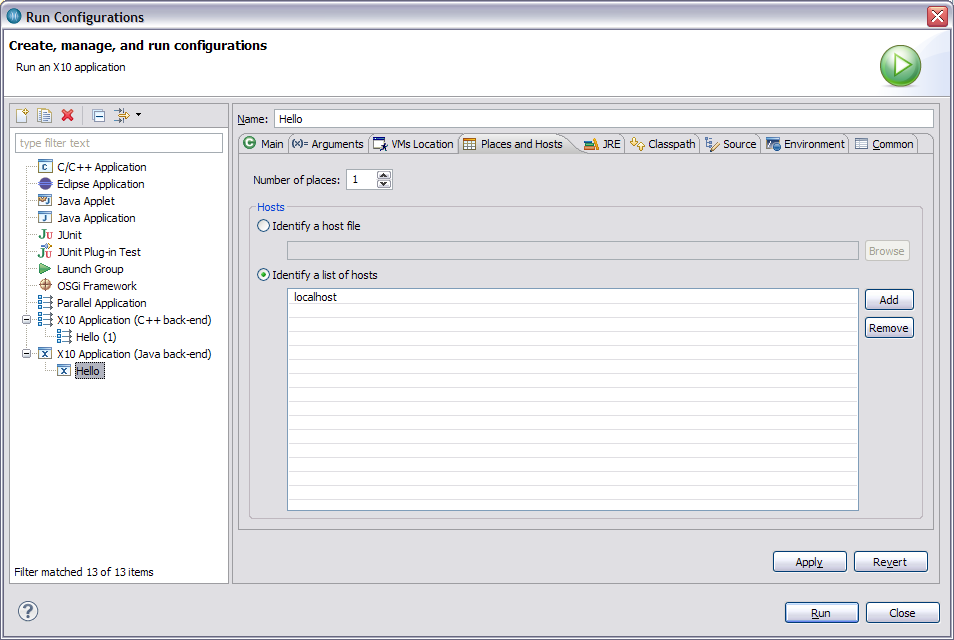 Run Configurations
Create, manage, and run configurations
Run an X10 application
type filter text
C/C++ Application
Eclipse Application
Java Applet
Java Application
JUnit
JUnit Plug-in Test
Launch Group
OSGi Framework
Parallel Application
X10 Application (C++ back-end)
Hello (1)
X10 Application (Java back-end)
Hello
Filter matched 13 of 13 items
Name: Hello
Main (x)= Arguments VMs Location Places and Hosts JRE Classpath Source Environment Common
Number of places: 1
Hosts
Identify a host file
Browse
Identify a list of hosts
localhost
Add
Remove
Apply Revert
? Run Close